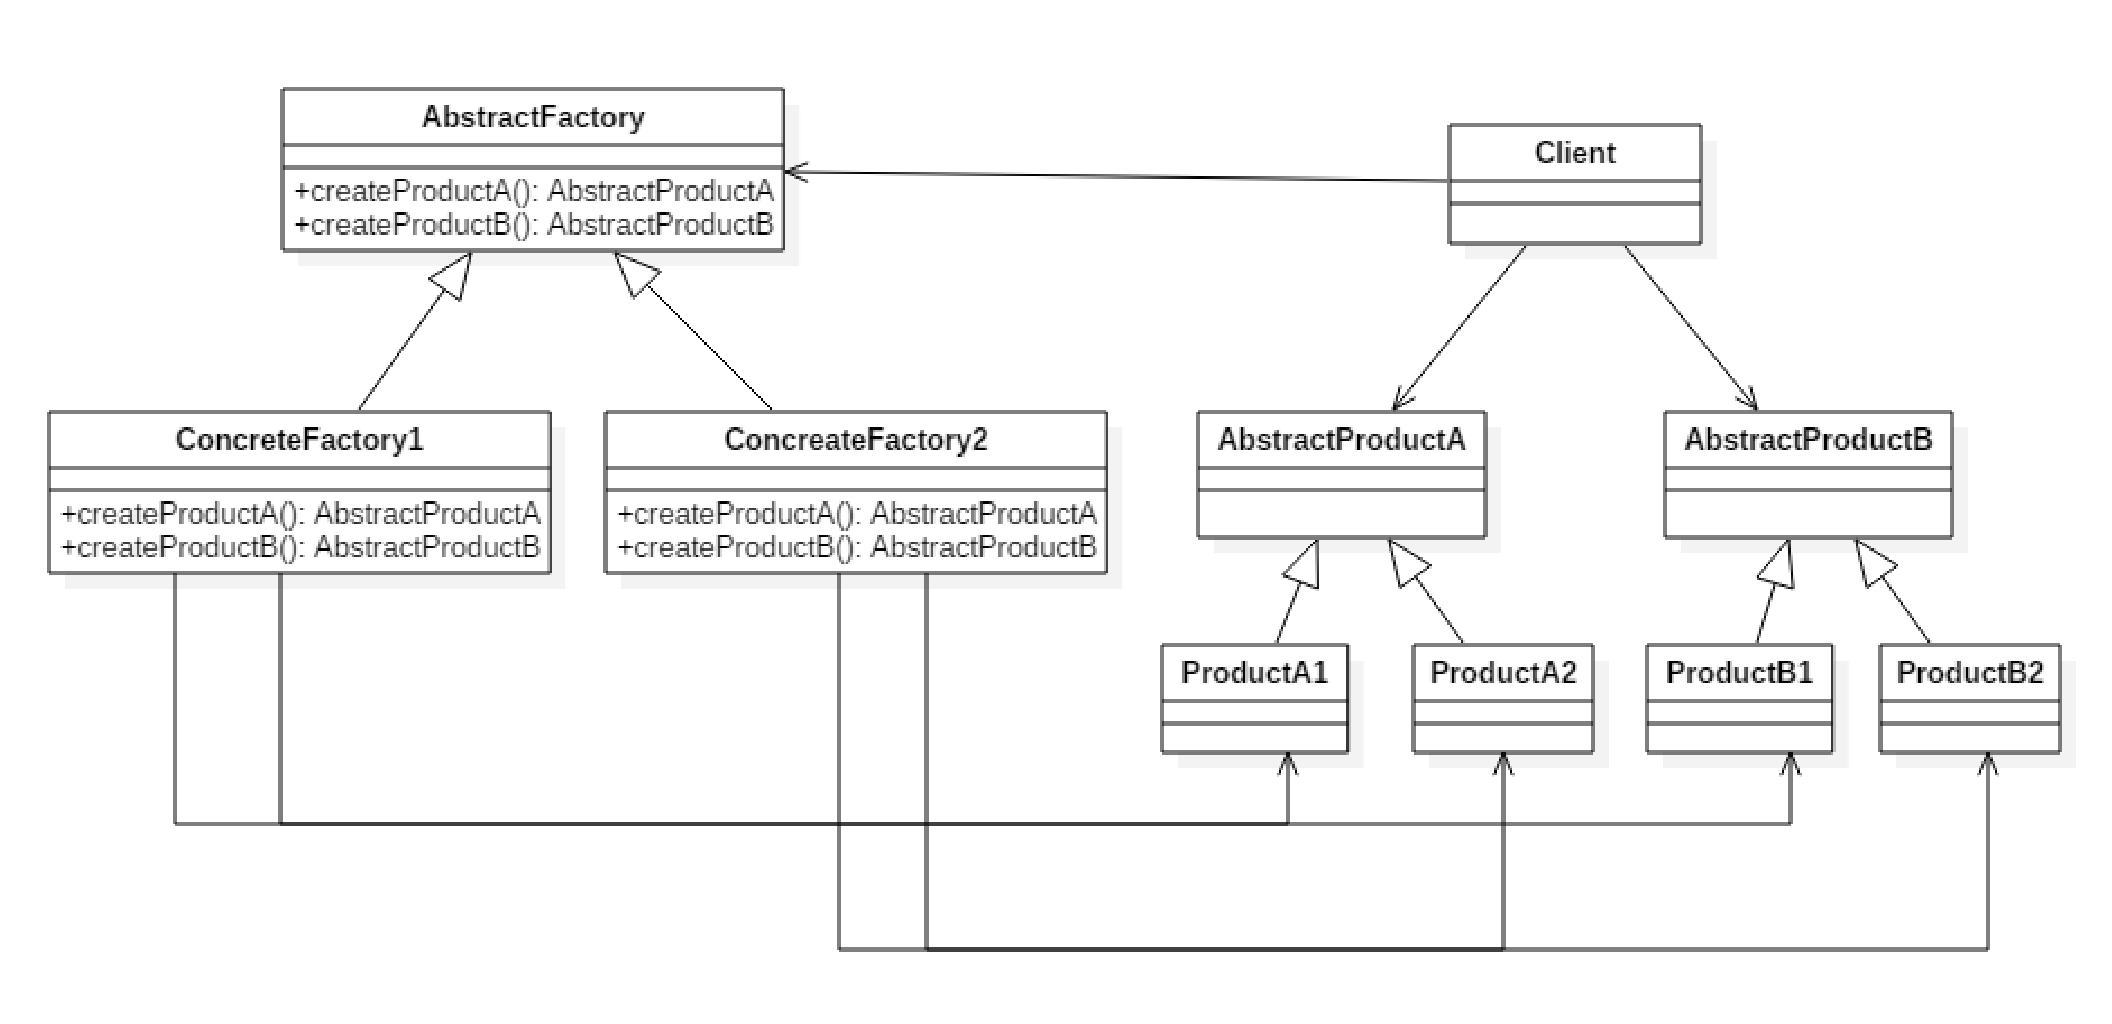 AbstractFactory
+createProductA(): AbstractProductA
+createProductB(): AbstractProductB
Client
ConcreteFactory1
+createProductA(): AbstractProductA
+createProductB(): AbstractProductB
ConcreateFactory2
+createProductA(): AbstractProductA
+createProductB(): AbstractProductB
AbstractProductA
AbstractProductB
ProductA1
ProductA2
ProductB1
ProductB2